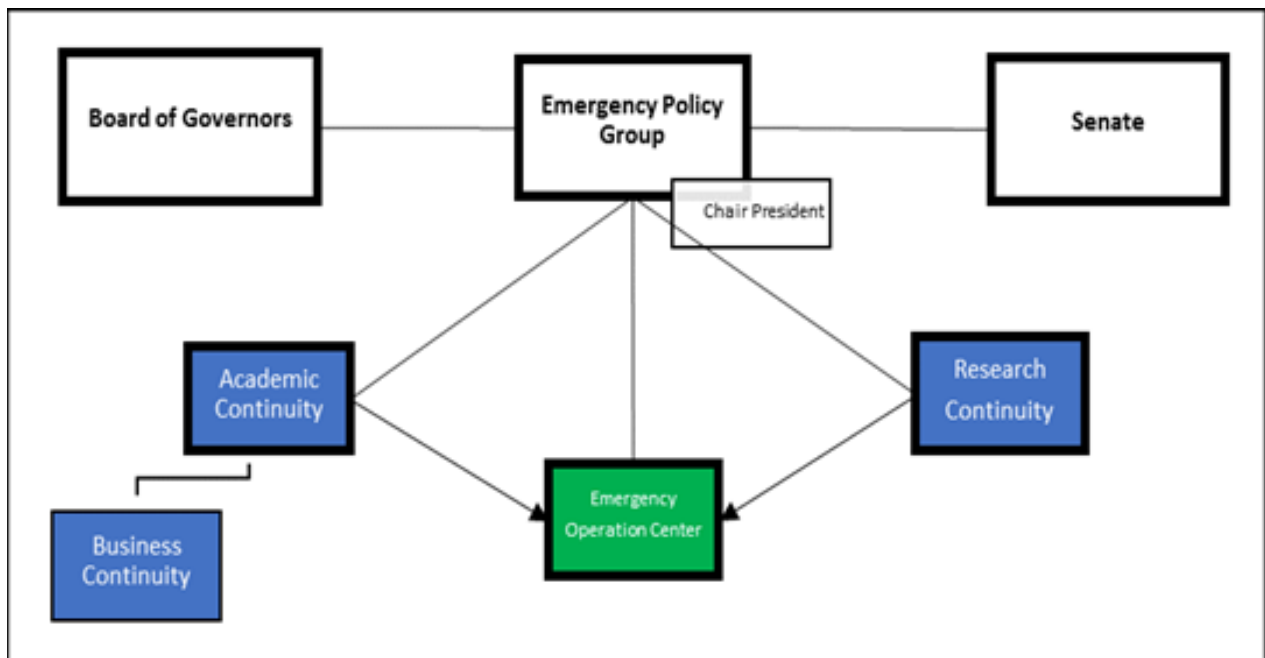 Board of Governors
Emergency Policy
Group
Senate
Chair President
Academic
Continuity
Research
Continuity
Emergency
Operation Center
Business
Continuity